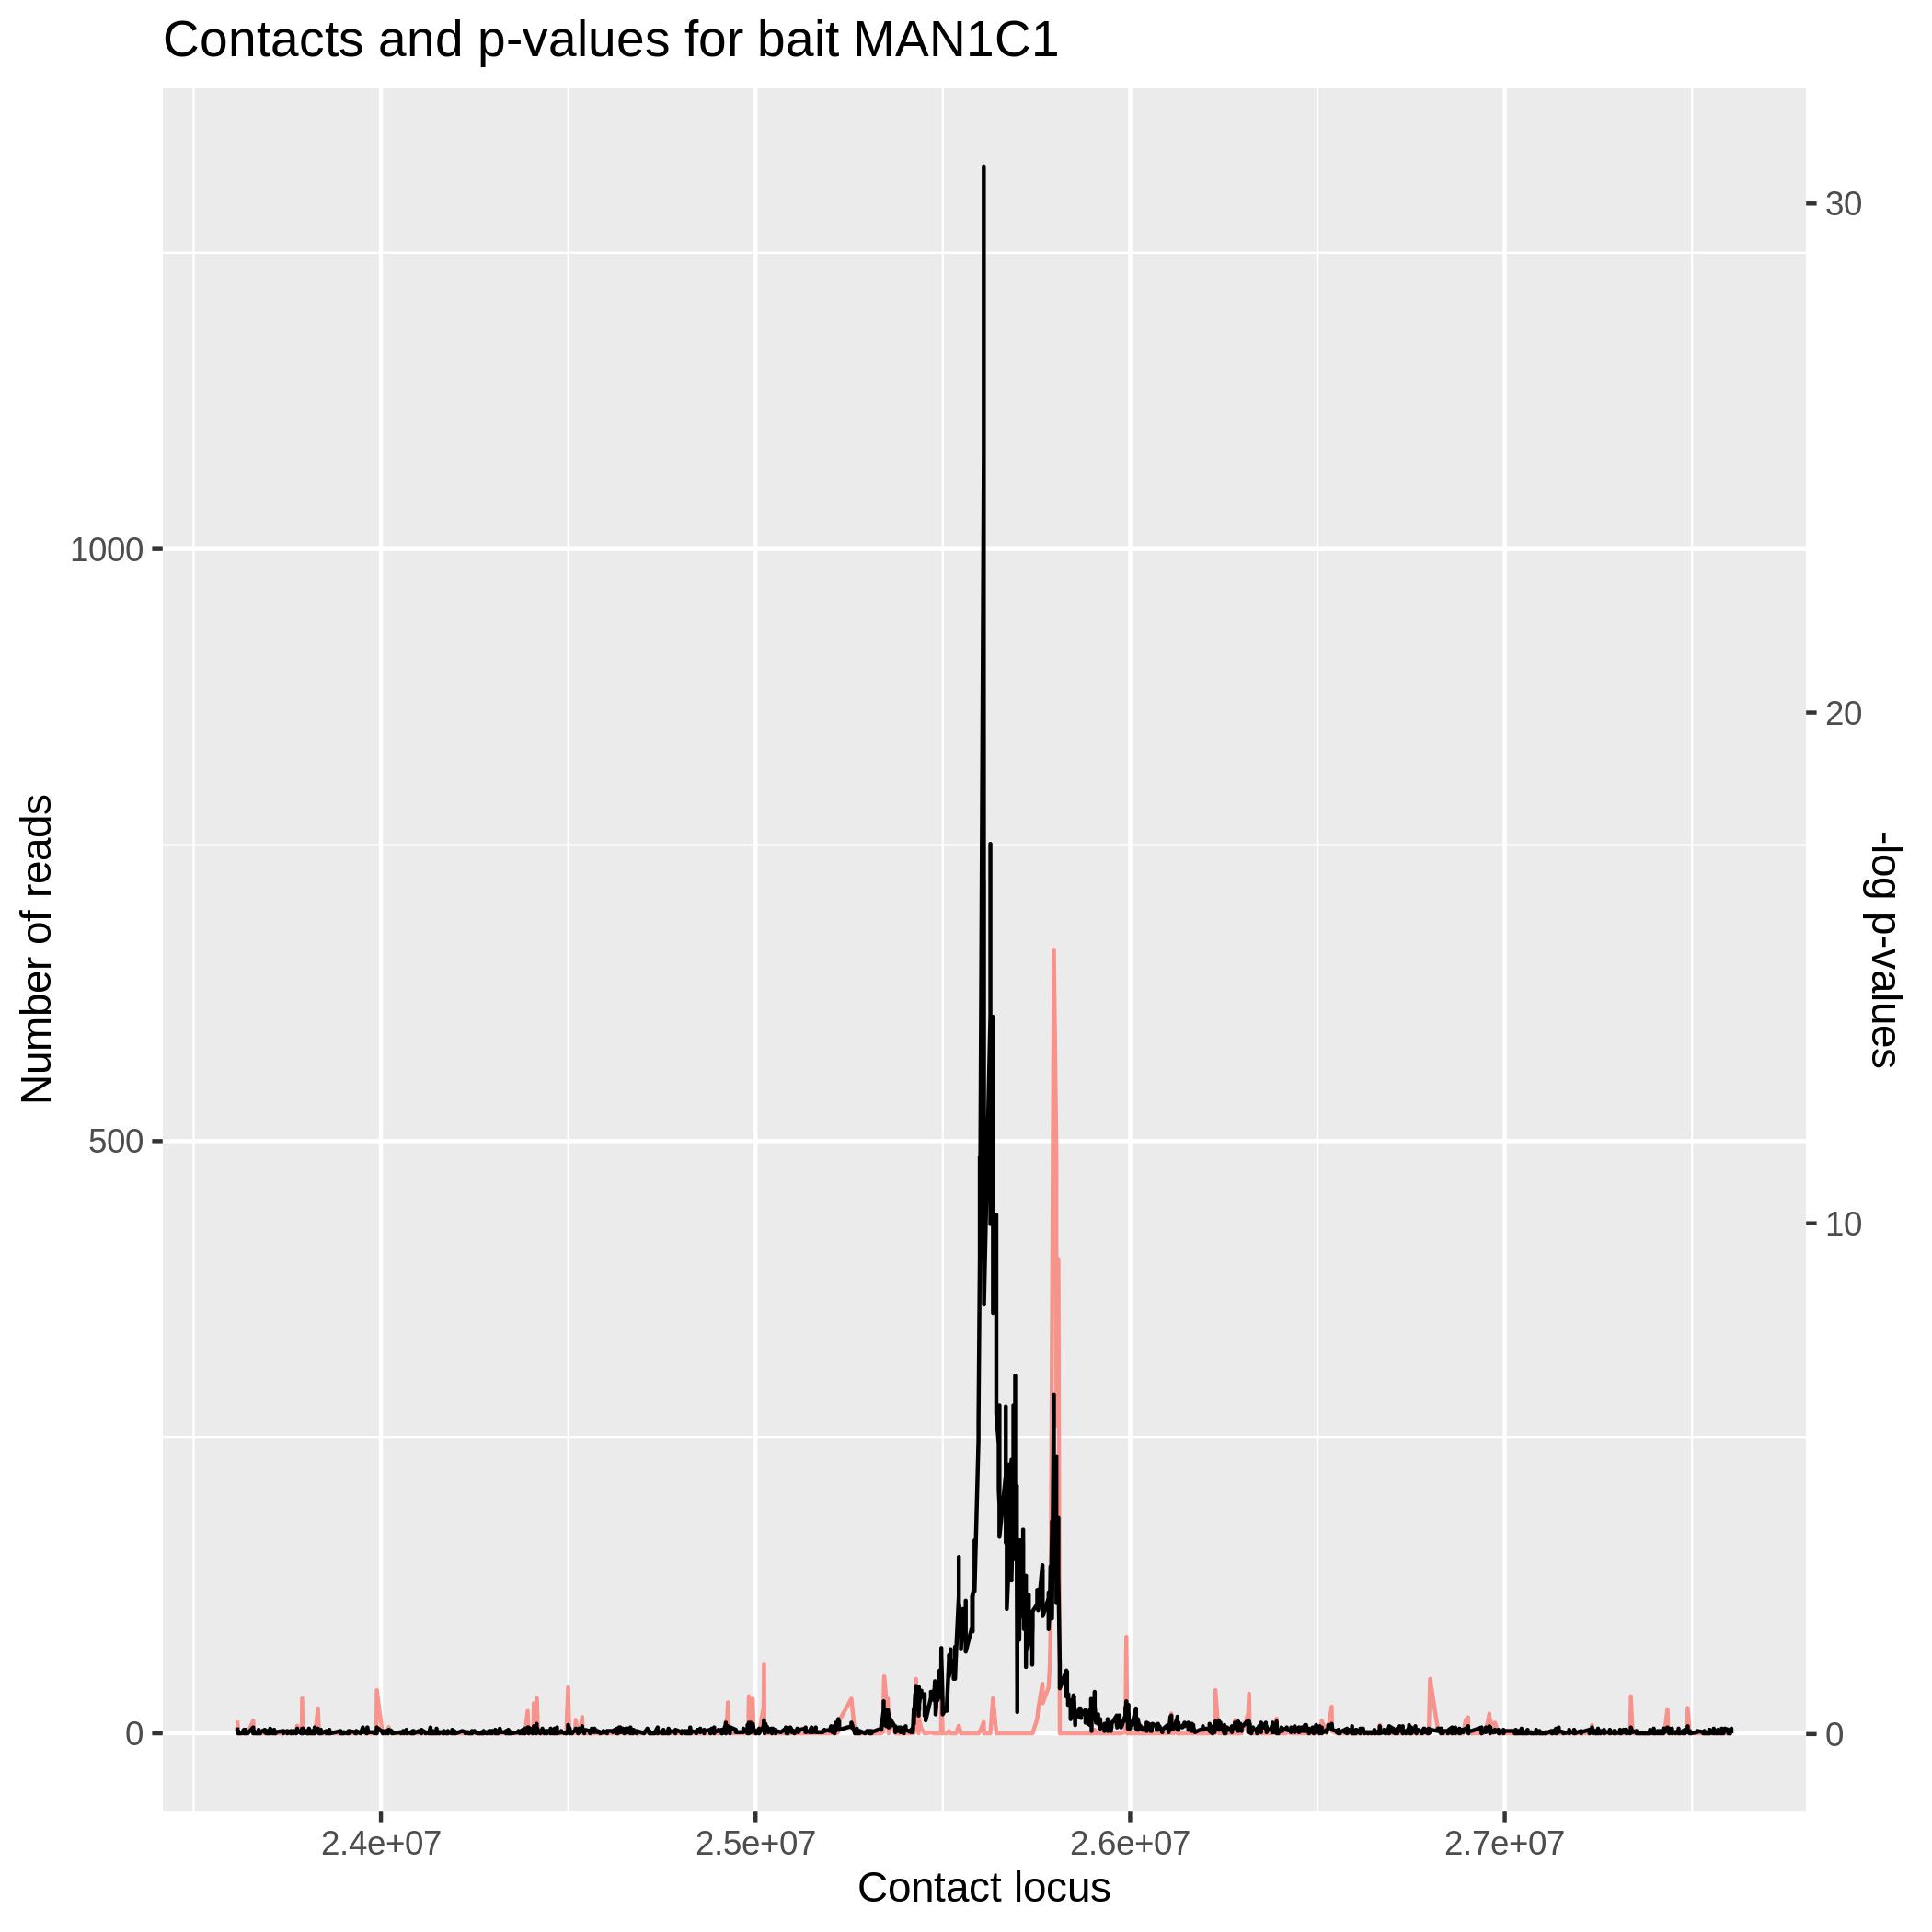 Contacts and p-values for bait MAN1C1
30
1000
20
Number of reads
-log p-values
500
10
0
0
2.4e+07
2.5e+07
2.6e+07
2.7e+07
Contact locus